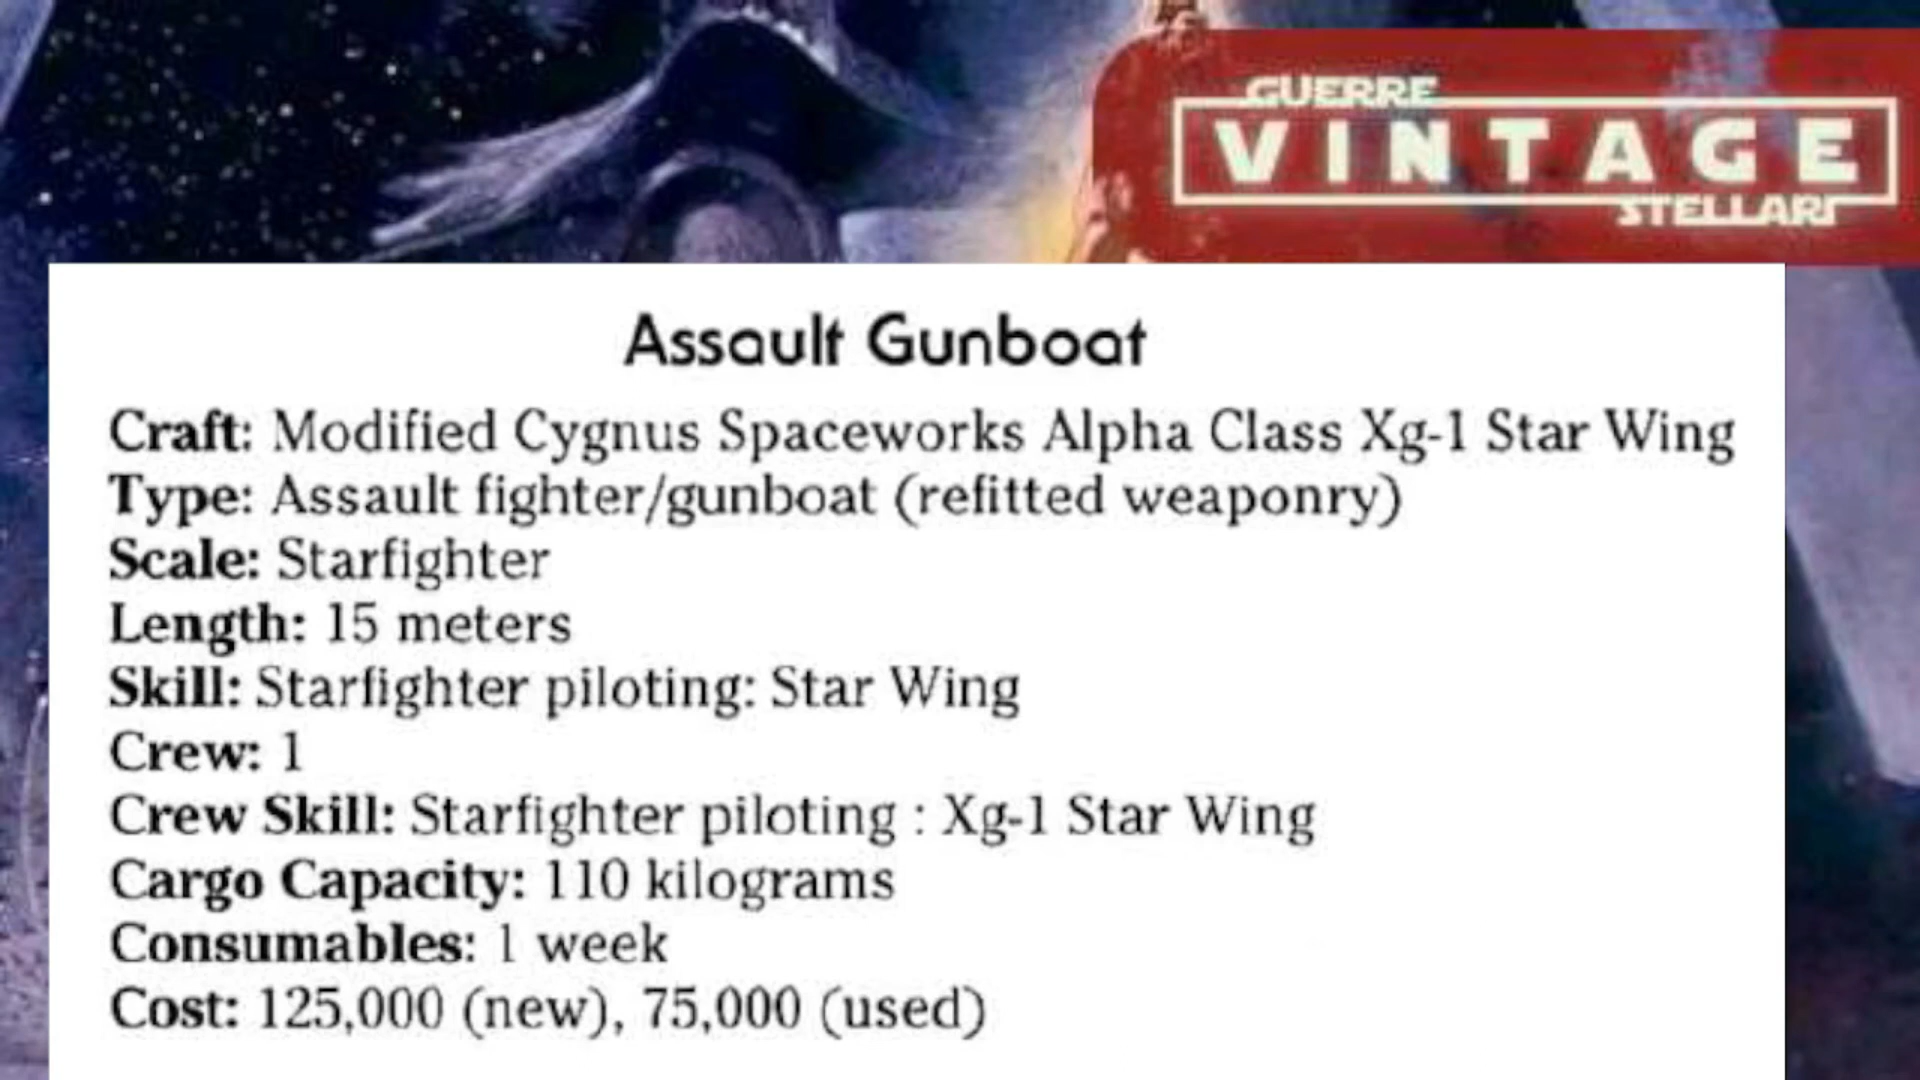 GUERRE
VINTAGE
STELLARI
Assault Gunboat
Craft: Modified Cygnus Spaceworks Alpha Class Xg-1 Star Wing
Type: Assault fighter/gunboat (refitted weaponry)
Scale: Starfighter
Length: 15 meters
Skill: Starfighter piloting: Star Wing
Crew: 1
Crew Skill: Starfighter piloting : Xg-1 Star Wing
Cargo Capacity: 110 kilograms
Consumables: 1 week
Cost: 125,000 (new), 75,000 (used)